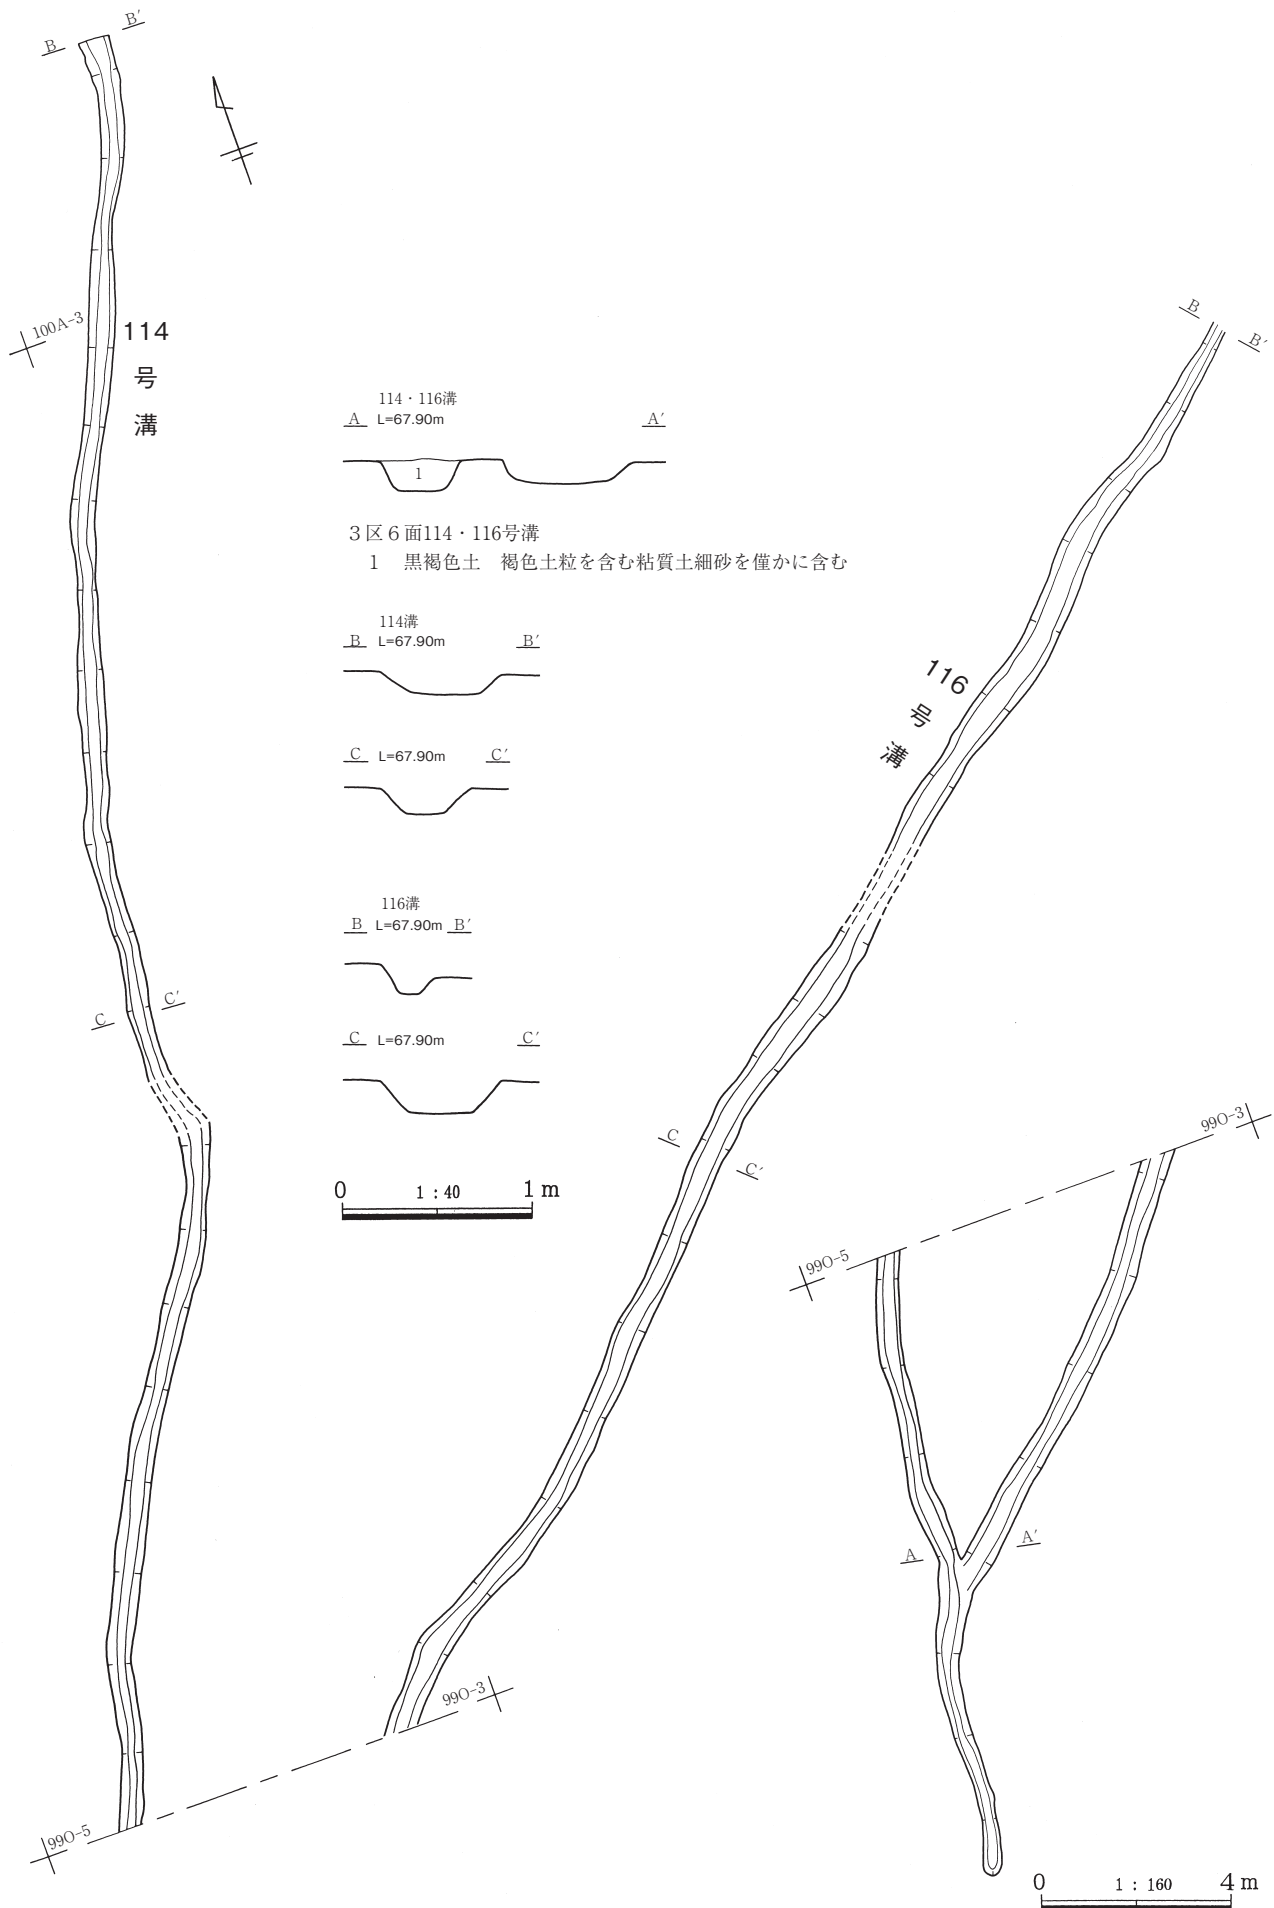 B B′
100A-3
114
号
溝
B
B′
114・116溝
A L=67.90m A′
1
3区6面114・116号溝
1 黒褐色土 褐色土粒を含む粘質土細砂を僅かに含む
114溝
B L=67.90m B′
C L=67.90m C′
116溝
B L=67.90m B′
C L=67.90m C′
0 1:40 1m
116
号
溝
C C′
C
C′
99O-3
99O-5
99O-3
99O-5
A A′
0 1:160 4m